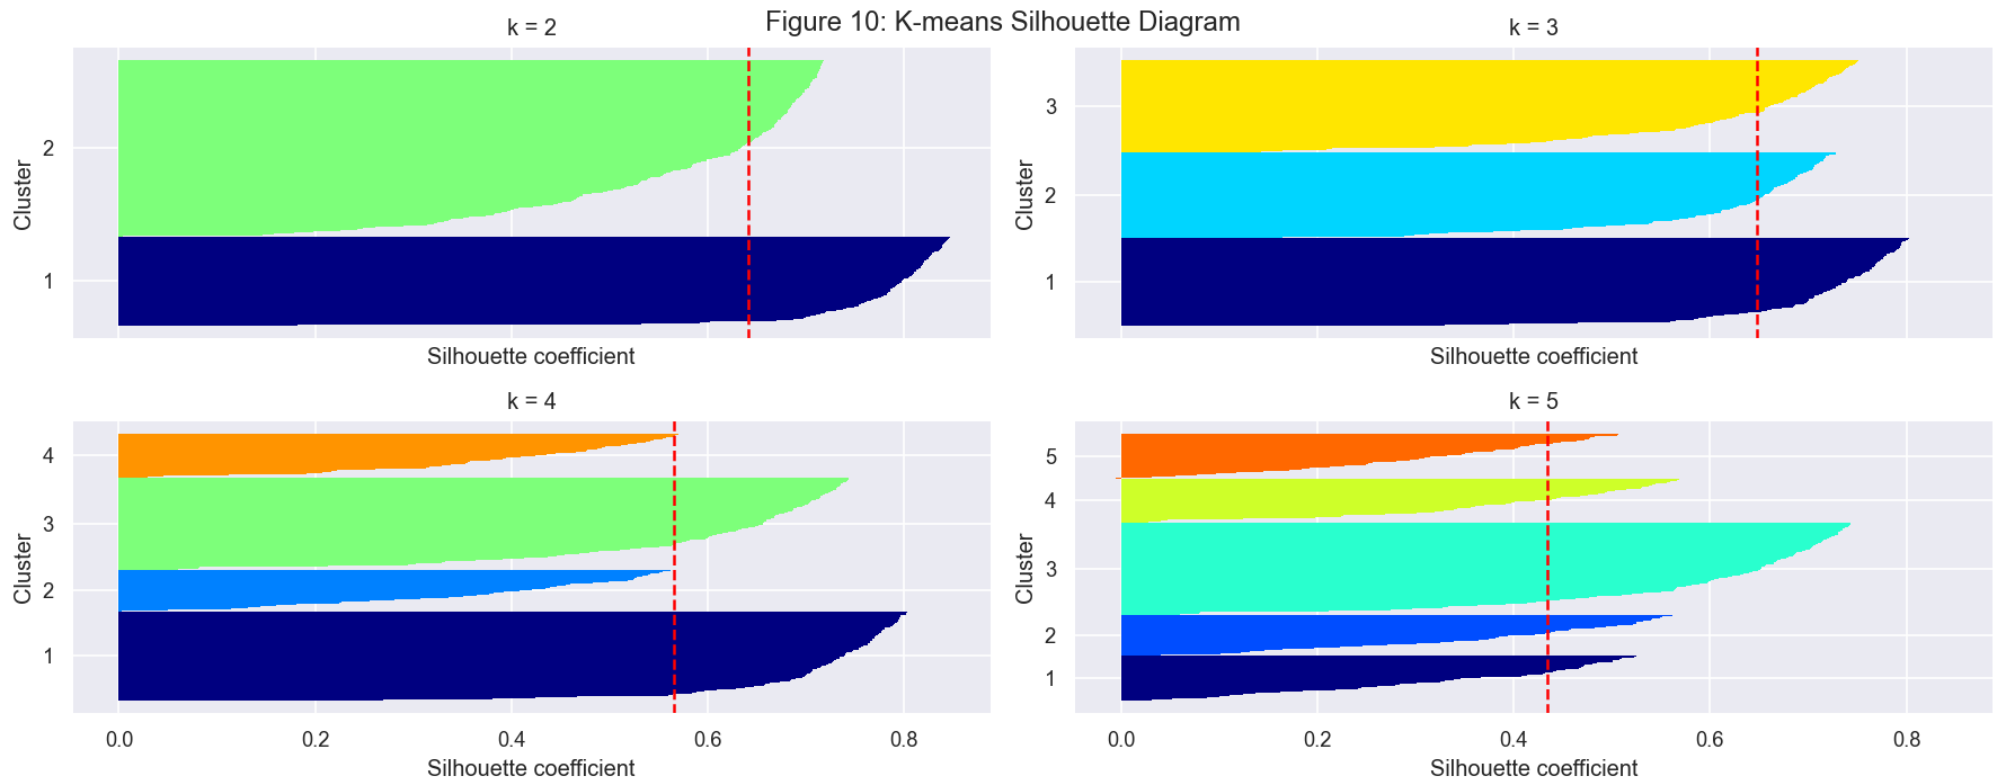 Figure 10: K-means Silhouette Diagram
k = 2
Cluster
2
1
Silhouette coefficient
k = 3
Cluster
3
2
1
Silhouette coefficient
k = 4
Cluster
4
3
2
1
0.0 0.2 0.4 0.6 0.8
Silhouette coefficient
k = 5
Cluster
5
4
3
2
1
0.0 0.2 0.4 0.6 0.8
Silhouette coefficient